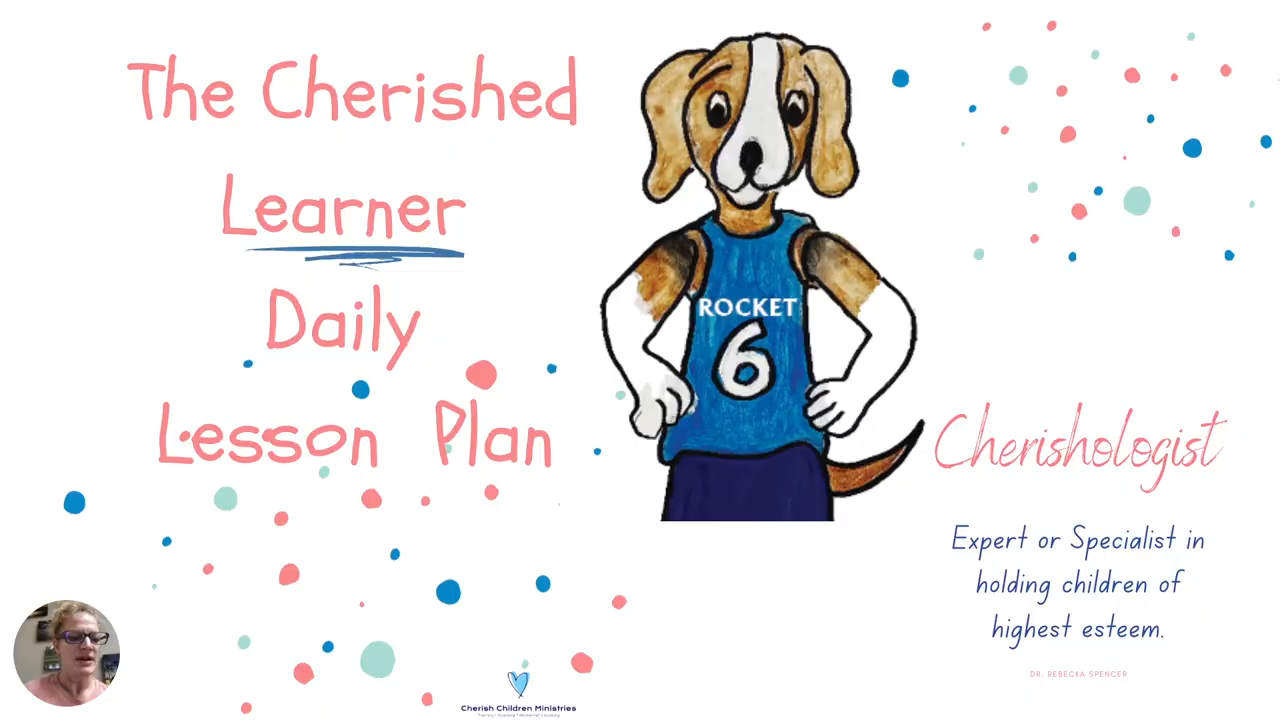 The Cherished
Learner
Daily
Lesson Plan
ROCKET
6
Cherishologist
Expert or Specialist in
holding children of
highest esteem.
DR. REBECKA SPENCER
Cherish Children Ministries